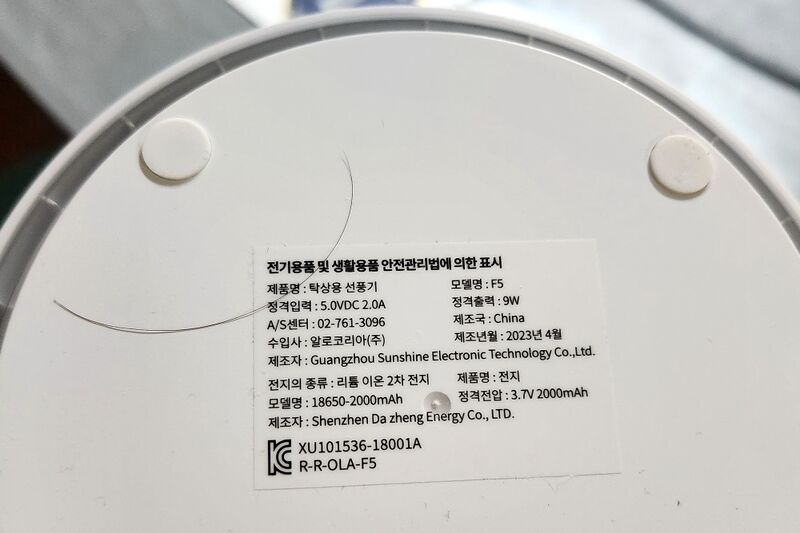 전기용품 및 생활용품 안전관리법에 의한 표시
제품명 : 탁상용 선풍기 모델명 : F5
정격입력 : 5.0VDC 2.0A 정격출력 : 9W
A/S센터 : 02-761-3096 제조국 : China
수입사 : 알로코리아(주) 제조년월 : 2023년 4월
제조자 : Guangzhou Sunshine Electronic Technology Co.,Ltd.
전지의 종류 : 리튬 이온 2차 전지 제품명 : 전지
모델명 : 18650-2000mAh 정격전압 : 3.7V 2000mAh
제조자 : Shenzhen Da zheng Energy Co., LTD.
XU101536-18001A
R-R-OLA-F5